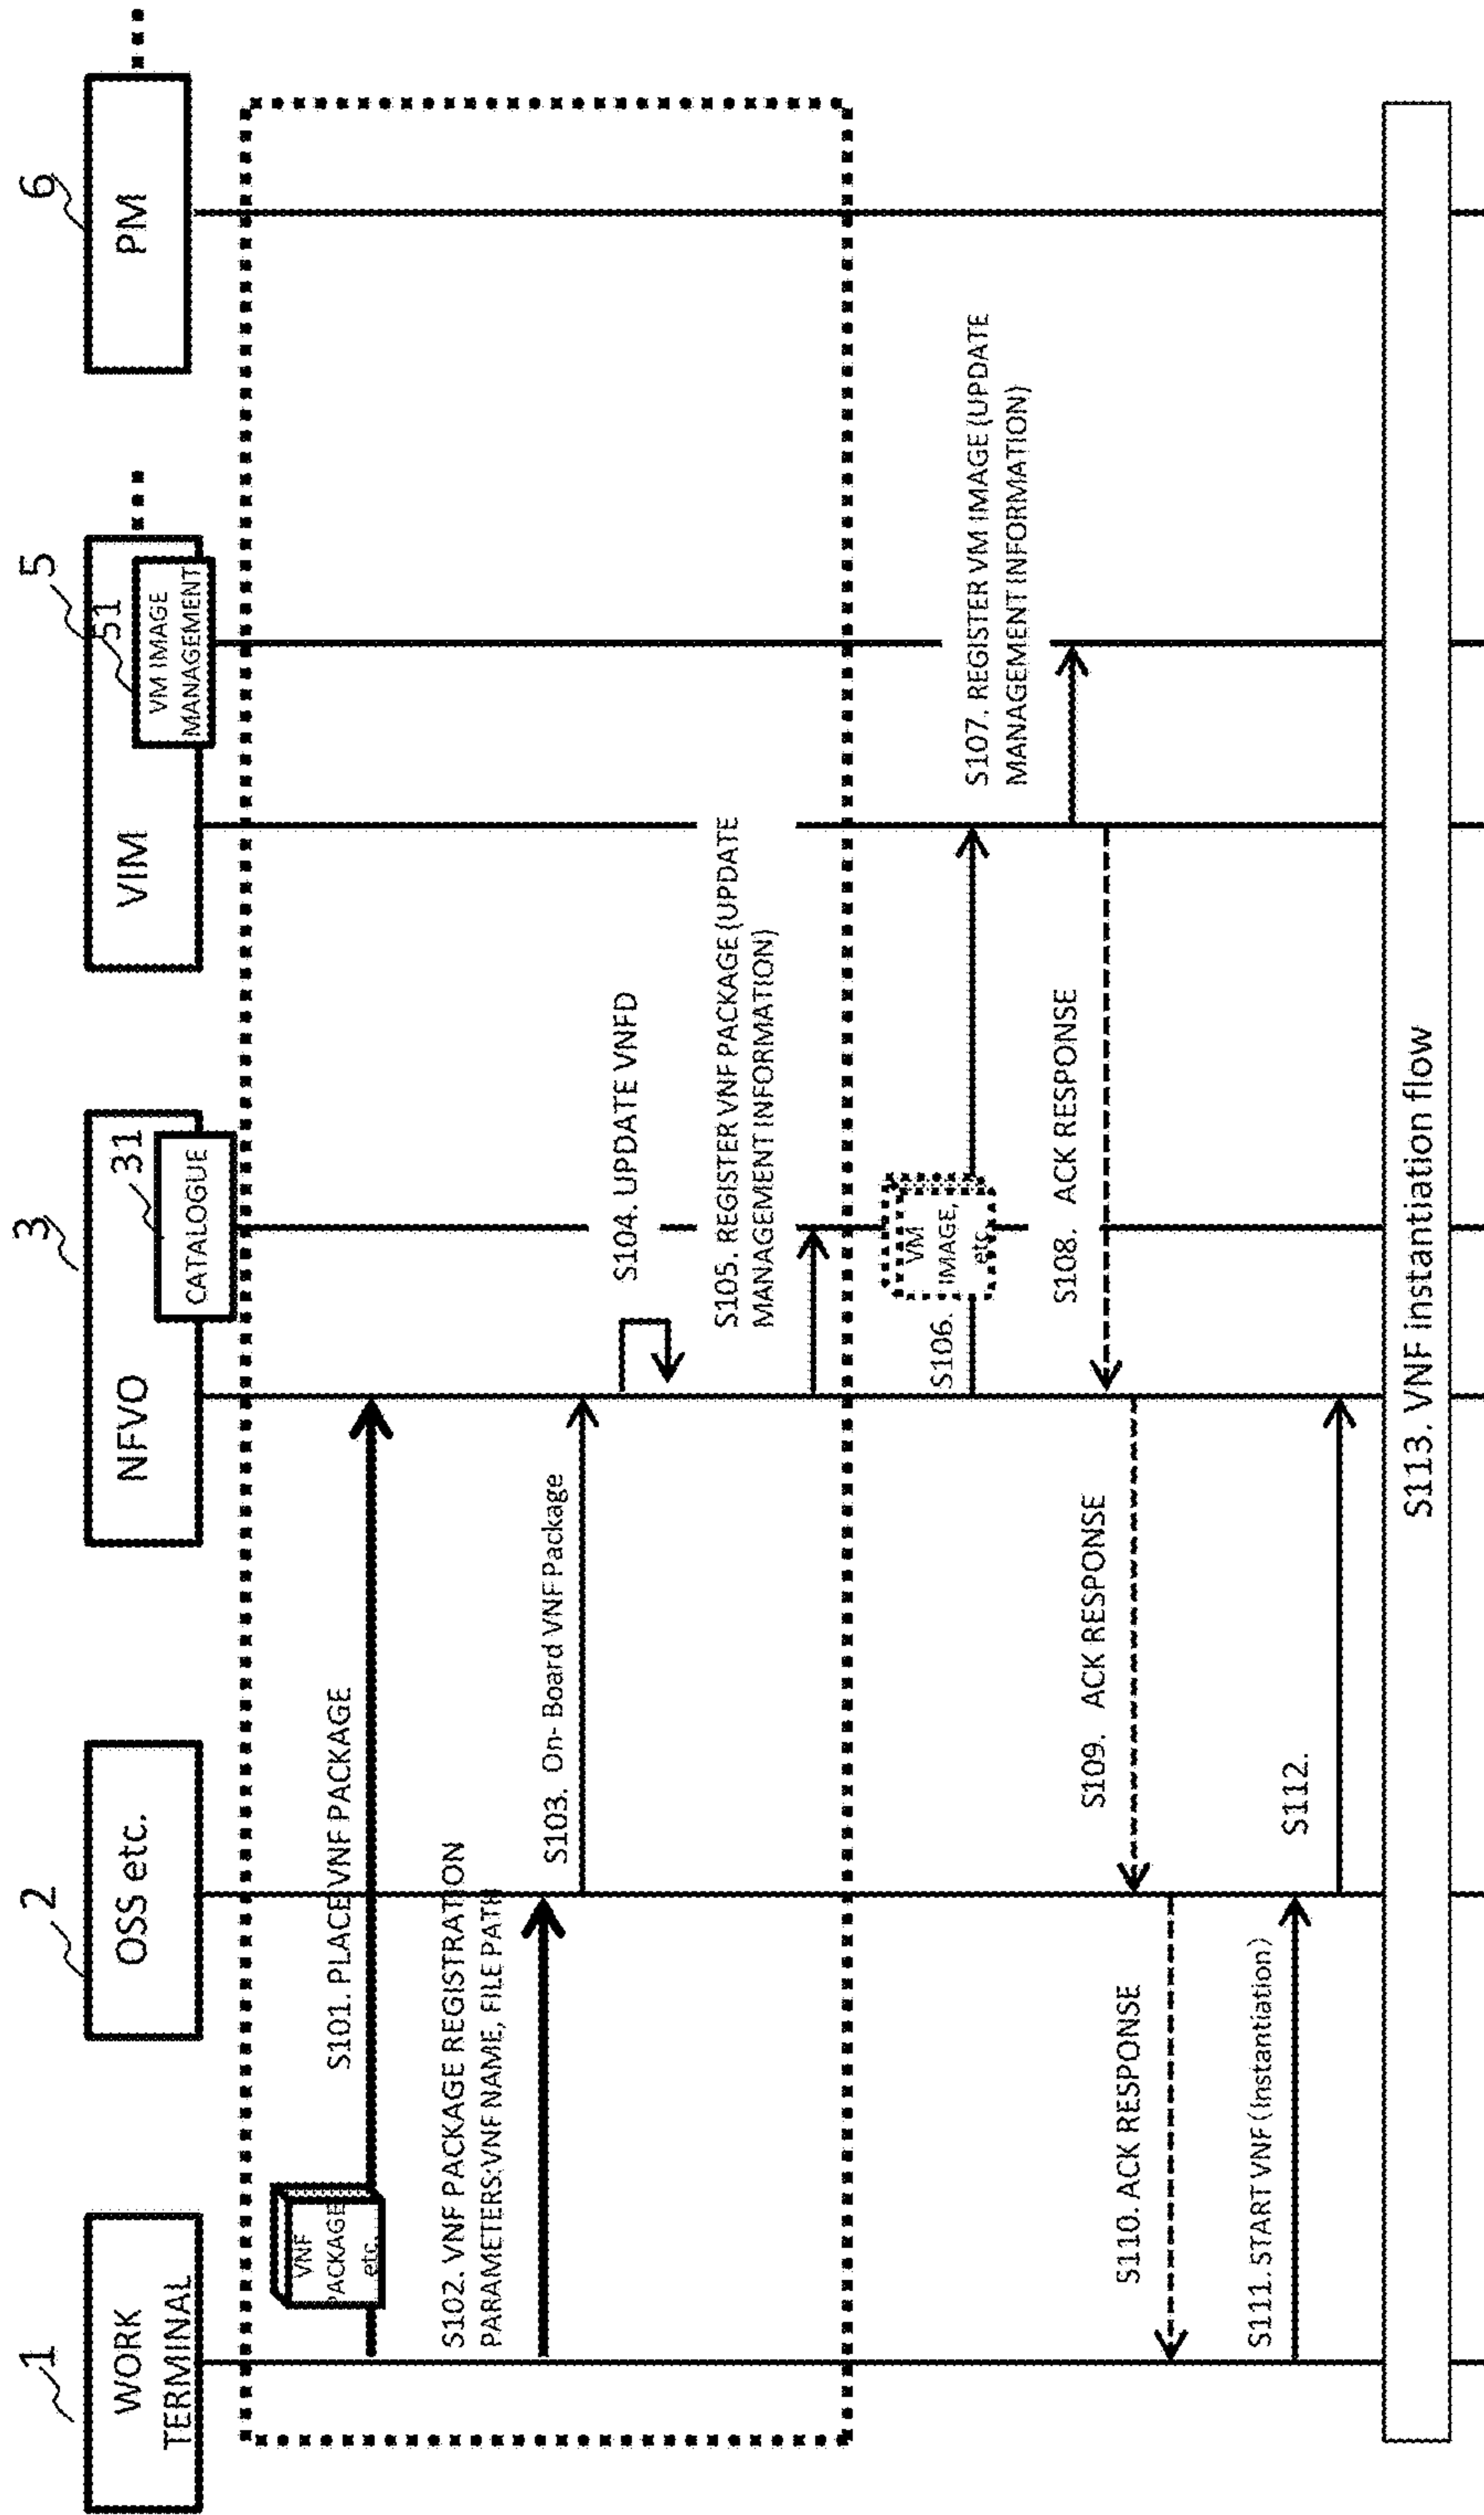 1
WORK
TERMINAL
2
OSS etc.
3
NFVO
31
CATALOGUE
5
VIM
51
VM IMAGE
MANAGEMENT
6
PM
VNF
PACKAGE
etc.
S101. PLACE VNF PACKAGE
S102. VNF PACKAGE REGISTRATION
PARAMETERS:VNF NAME, FILE PATH
S103. On-Board VNF Package
S104. UPDATE VNFD
S105. REGISTER VNF PACKAGE (UPDATE
MANAGEMENT INFORMATION)
S106.
VM
IMAGE,
etc.
S107. REGISTER VM IMAGE (UPDATE
MANAGEMENT INFORMATION)
S108. ACK RESPONSE
S109. ACK RESPONSE
S110. ACK RESPONSE
S111. START VNF (Instantiation)
S112.
S113. VNF instantiation flow